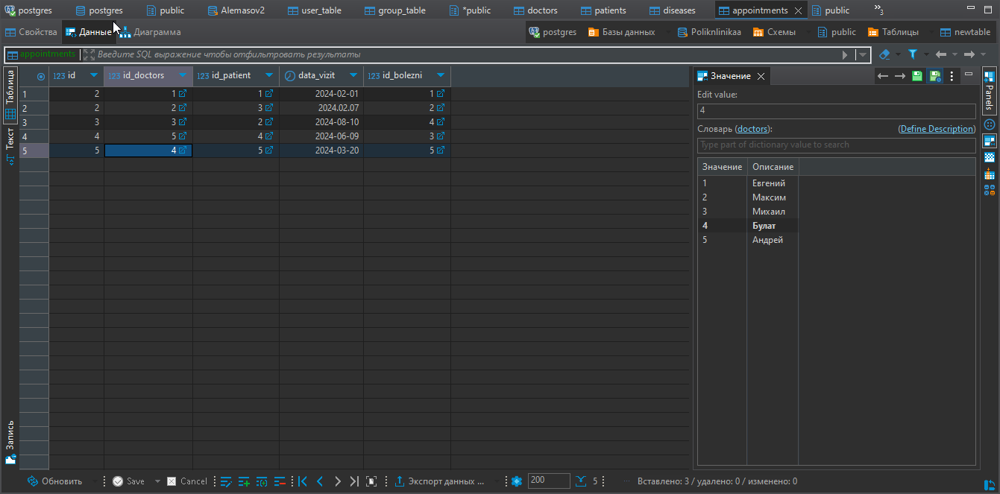 postgres postgres public Alemasov2 user_table group_table *public doctors patients diseases appointments public 3
Свойства Данные Диаграмма postgres Базы данных Poliknlinikaa Схемы public Таблицы newtable
appointments Введите SQL выражение чтобы отфильтровать результаты
Таблица
Текст
Запись
123 id 123 id_doctors 123 id_patient data_vizit 123 id_bolezni
1 2 1 1 2024-02-01 1
2 2 2 3 2024.02.07 2
3 3 3 2 2024-08-10 4
4 4 5 4 2024-06-09 3
5 5 4 5 2024-03-20 5
Значение
Edit value:
4
Словарь (doctors): (Define Description)
Type part of dictionary value to search
Значение Описание
1 Евгений
2 Максим
3 Михаил
4 Булат
5 Андрей
Panels
Обновить Save Cancel Экспорт данных ... 200 5 Вставлено: 3 / удалено: 0 / изменено: 0